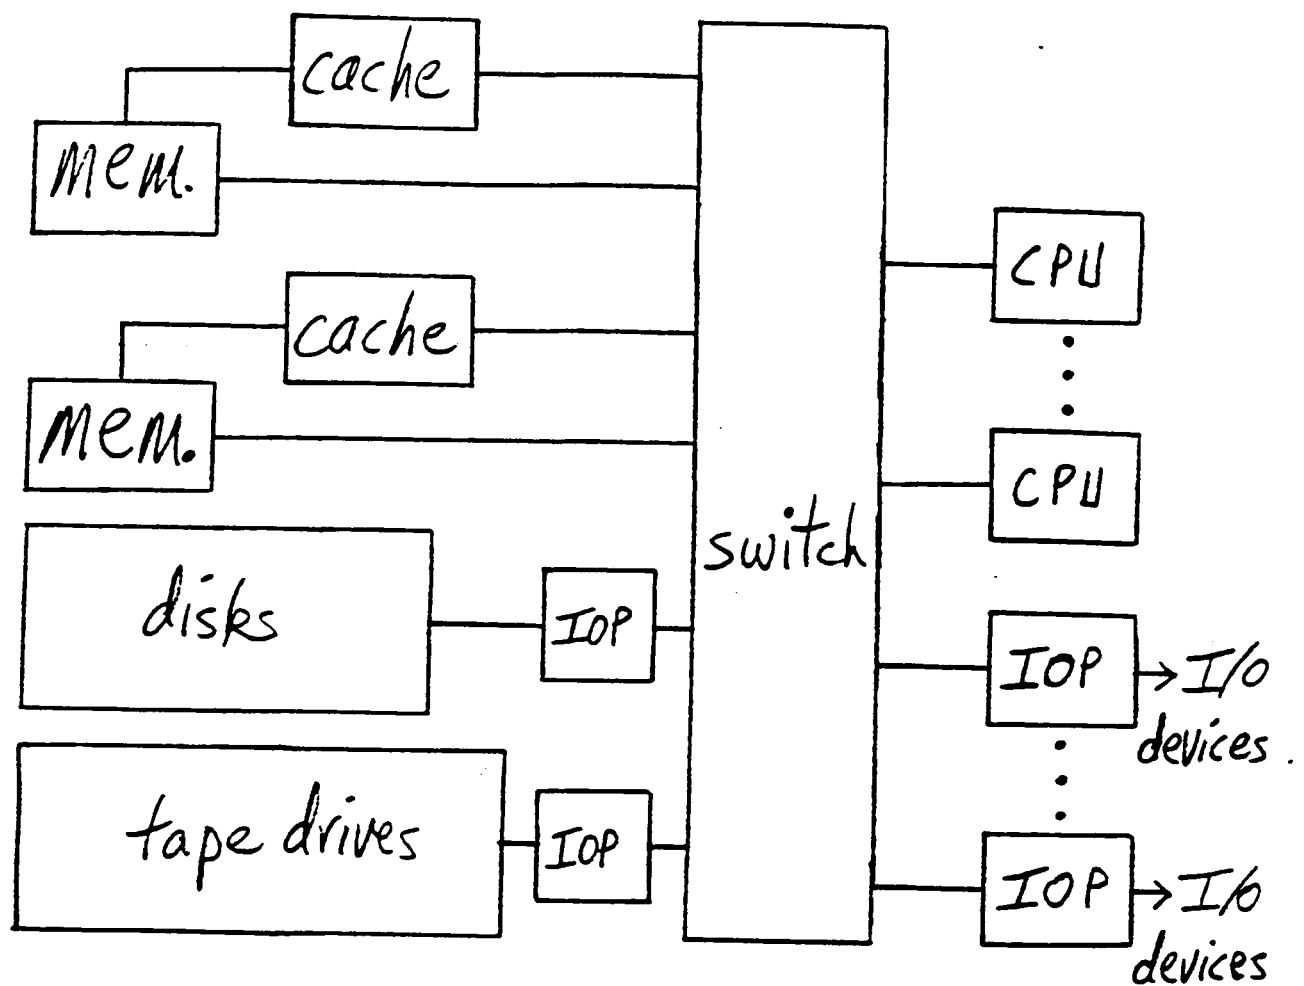 cache
mem.
CPU
cache
mem.
CPU
switch
disks
IOP
IOP
I/O
devices.
tape drives
IOP
IOP
I/O
devices